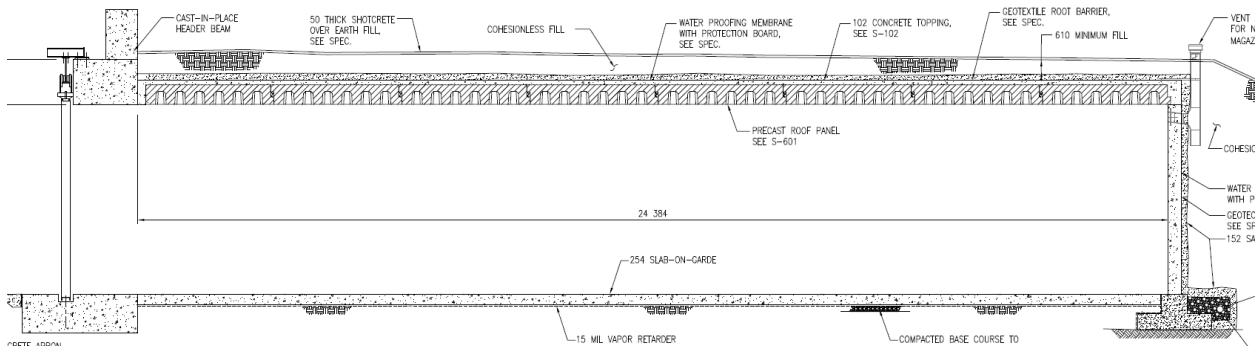 CAST-IN-PLACE
HEADER BEAM
50 THICK SHOTCRETE
OVER EARTH FILL,
SEE SPEC.
COHESIONLESS FILL
WATER PROOFING MEMBRANE
WITH PROTECTION BOARD,
SEE SPEC.
102 CONCRETE TOPPING,
SEE S-102
GEOTEXTILE ROOT BARRIER,
SEE SPEC.
610 MINIMUM FILL
VENT
FOR N
MAGAZ
PRECAST ROOF PANEL
SEE S-601
COHESIO
WATER
WITH P
GEOTEC
SEE SP
152 SA
24 384
254 SLAB-ON-GARDE
15 MIL VAPOR RETARDER
COMPACTED BASE COURSE TO
CRETE APRON